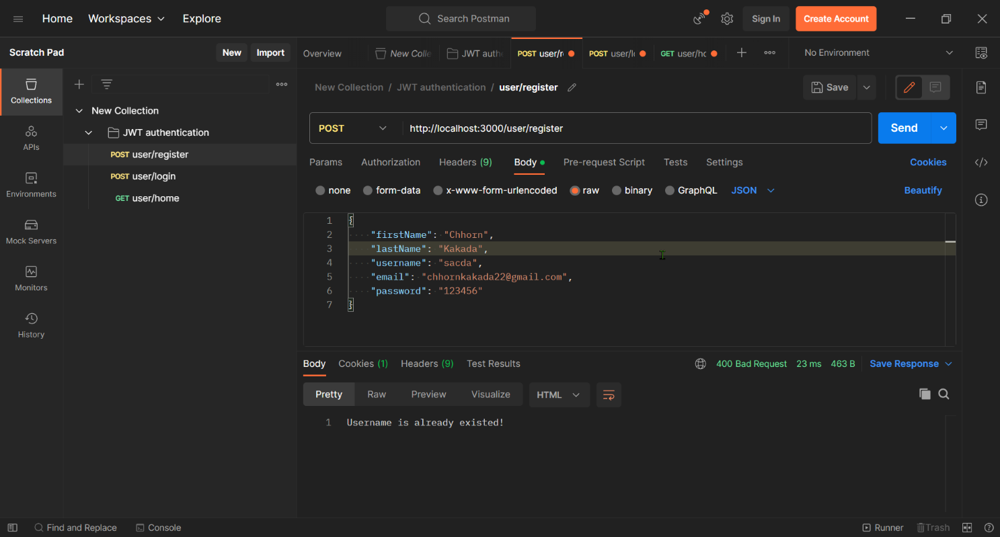 Home Workspaces Explore Search Postman Sign In Create Account
Scratch Pad New Import Overview New Colle JWT auth POST user/r POST user/l GET user/hc No Environment
Collections
APIs
Environments
Mock Servers
Monitors
History
New Collection
JWT authentication
POST user/register
POST user/login
GET user/home
New Collection / JWT authentication / user/register Save
POST http://localhost:3000/user/register Send
Params Authorization Headers (9) Body Pre-request Script Tests Settings Cookies
none form-data x-www-form-urlencoded raw binary GraphQL JSON Beautify
1 {
2 "firstName": "Chhorn",
3 "lastName": "Kakada",
4 "username": "sacda",
5 "email": "chhornkakada22@gmail.com",
6 "password": "123456"
7 }
Body Cookies (1) Headers (9) Test Results 400 Bad Request 23 ms 463 B Save Response
Pretty Raw Preview Visualize HTML
1 Username is already existed!
Find and Replace Console Runner Trash